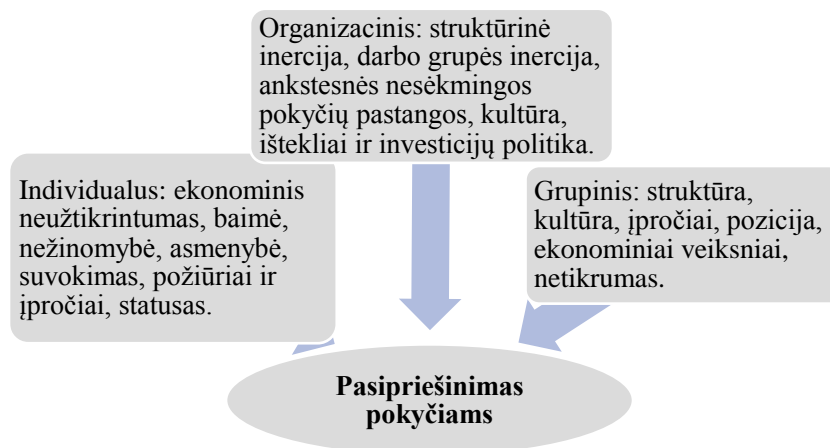 Organizacinis: struktūrinė
inercija, darbo grupės inercija,
ankstesnės nesėkmingos
pokyčių pastangos, kultūra,
ištekliai ir investicijų politika.
Individualus: ekonominis
neužtikrintumas, baimė,
nežinomybė, asmenybė,
suvokimas, požiūriai ir
įpročiai, statusas.
Grupinis: struktūra,
kultūra, įpročiai, pozicija,
ekonominiai veiksniai,
netikrumas.
Pasipriešinimas
pokyčiams